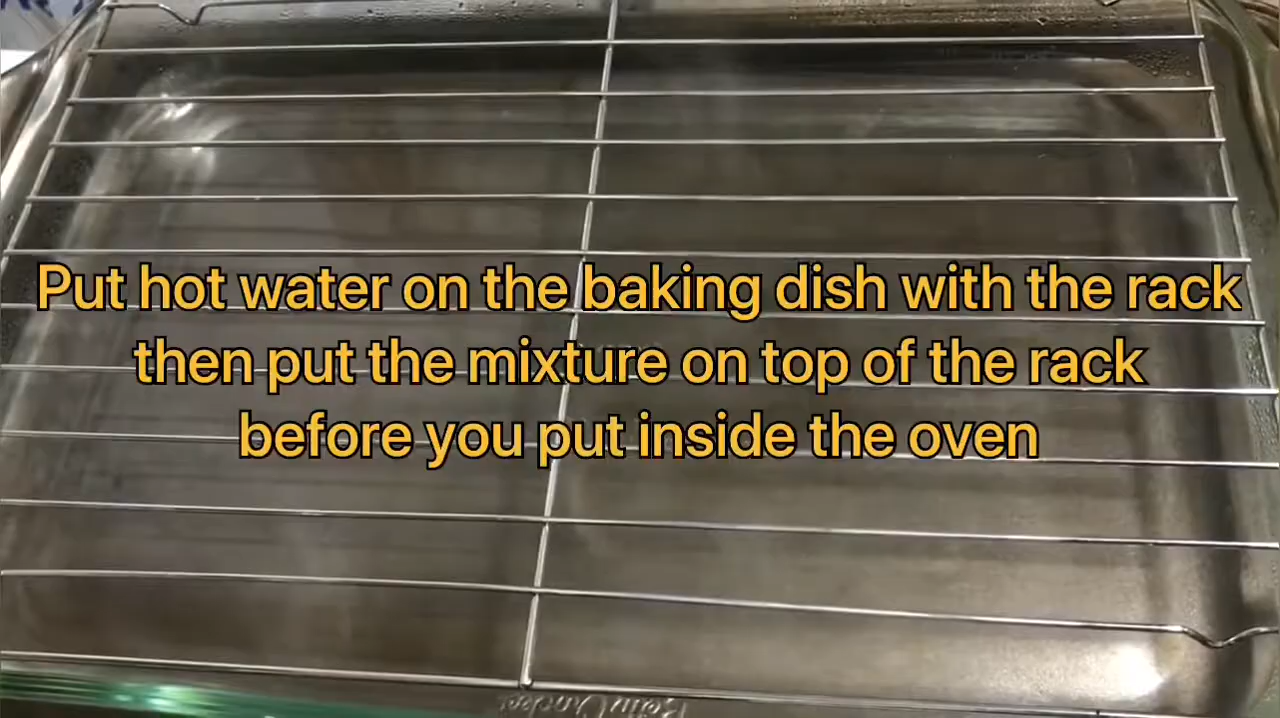 Put hot water on the baking dish with the rack
then put the mixture on top of the rack
before you put inside the oven